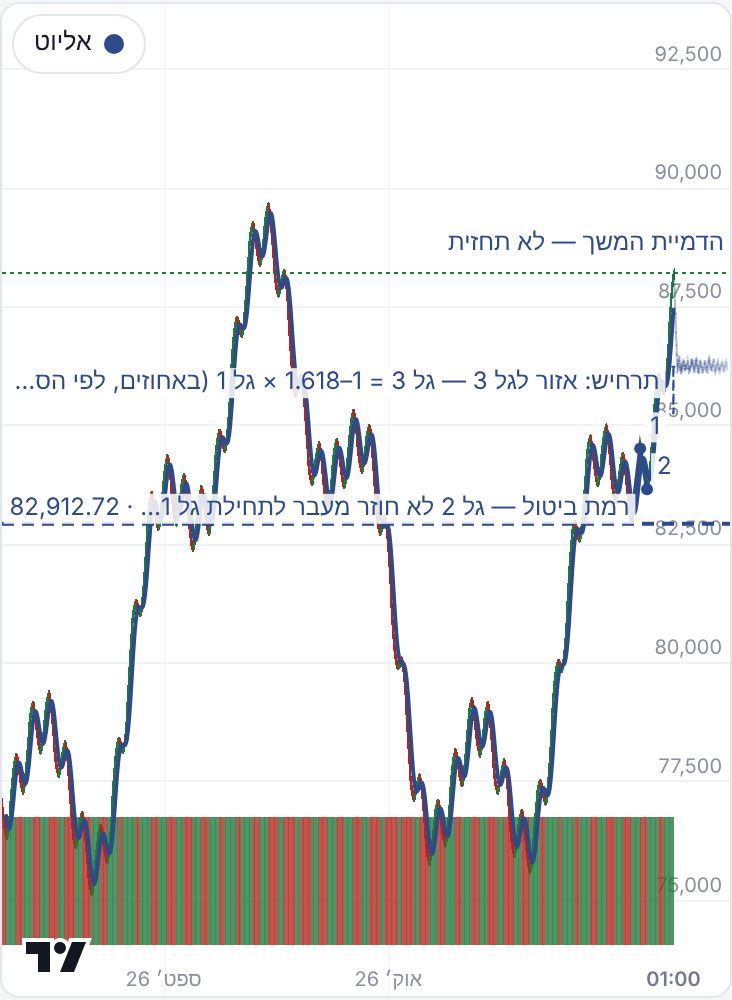 אליוט
92,500
90,000
הדמיית המשך — לא תחזית
87,500
תרחיש: אזור לגל 3 — גל 3 = 1–1.618 × גל 1 (באחוזים, לפי הס...
85,000
1
2
רמת ביטול — גל 2 לא חוזר מעבר לתחילת גל 1... · 82,912.72
82,500
80,000
77,500
75,000
ספט׳ 26
אוק׳ 26
01:00